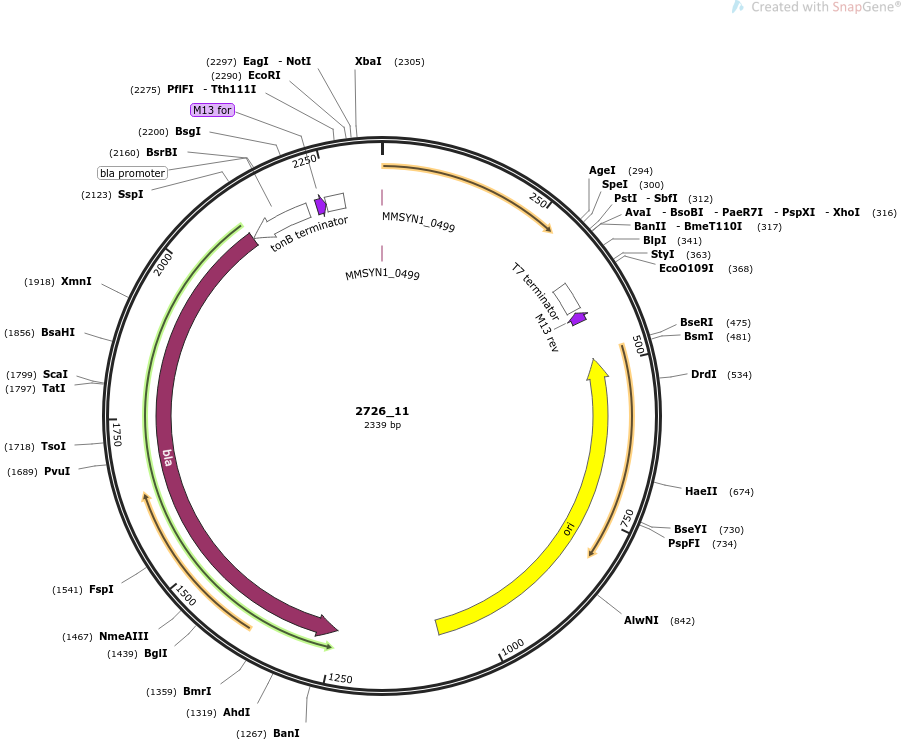 Created with SnapGene®
(2297) EagI - NotI
XbaI (2305)
(2290) EcoRI
(2275) PflFI - Tth111I
M13 for
(2200) BsgI
(2160) BsrBI
bla promoter
(2123) SspI
2250
250
AgeI (294)
SpeI (300)
PstI - SbfI (312)
AvaI - BsoBI - PaeR7I - PspXI - XhoI (316)
BanII - BmeT110I (317)
BlpI (341)
StyI (363)
EcoO109I (368)
tonB terminator
MMSYN1_0499
MMSYN1_0499
2000
T7 terminator
M13 rev
(1918) XmnI
(1856) BsaHI
(1799) ScaI
(1797) TatI
(1718) TsoI
(1689) PvuI
1750
500
BseRI (475)
BsmI (481)
DrdI (534)
2726_11
2339 bp
bla
ori
HaeII (674)
750
BseYI (730)
PspFI (734)
(1541) FspI
1500
AlwNI (842)
(1467) NmeAIII
(1439) BglI
1000
1250
(1359) BmrI
(1319) AhdI
(1267) BanI